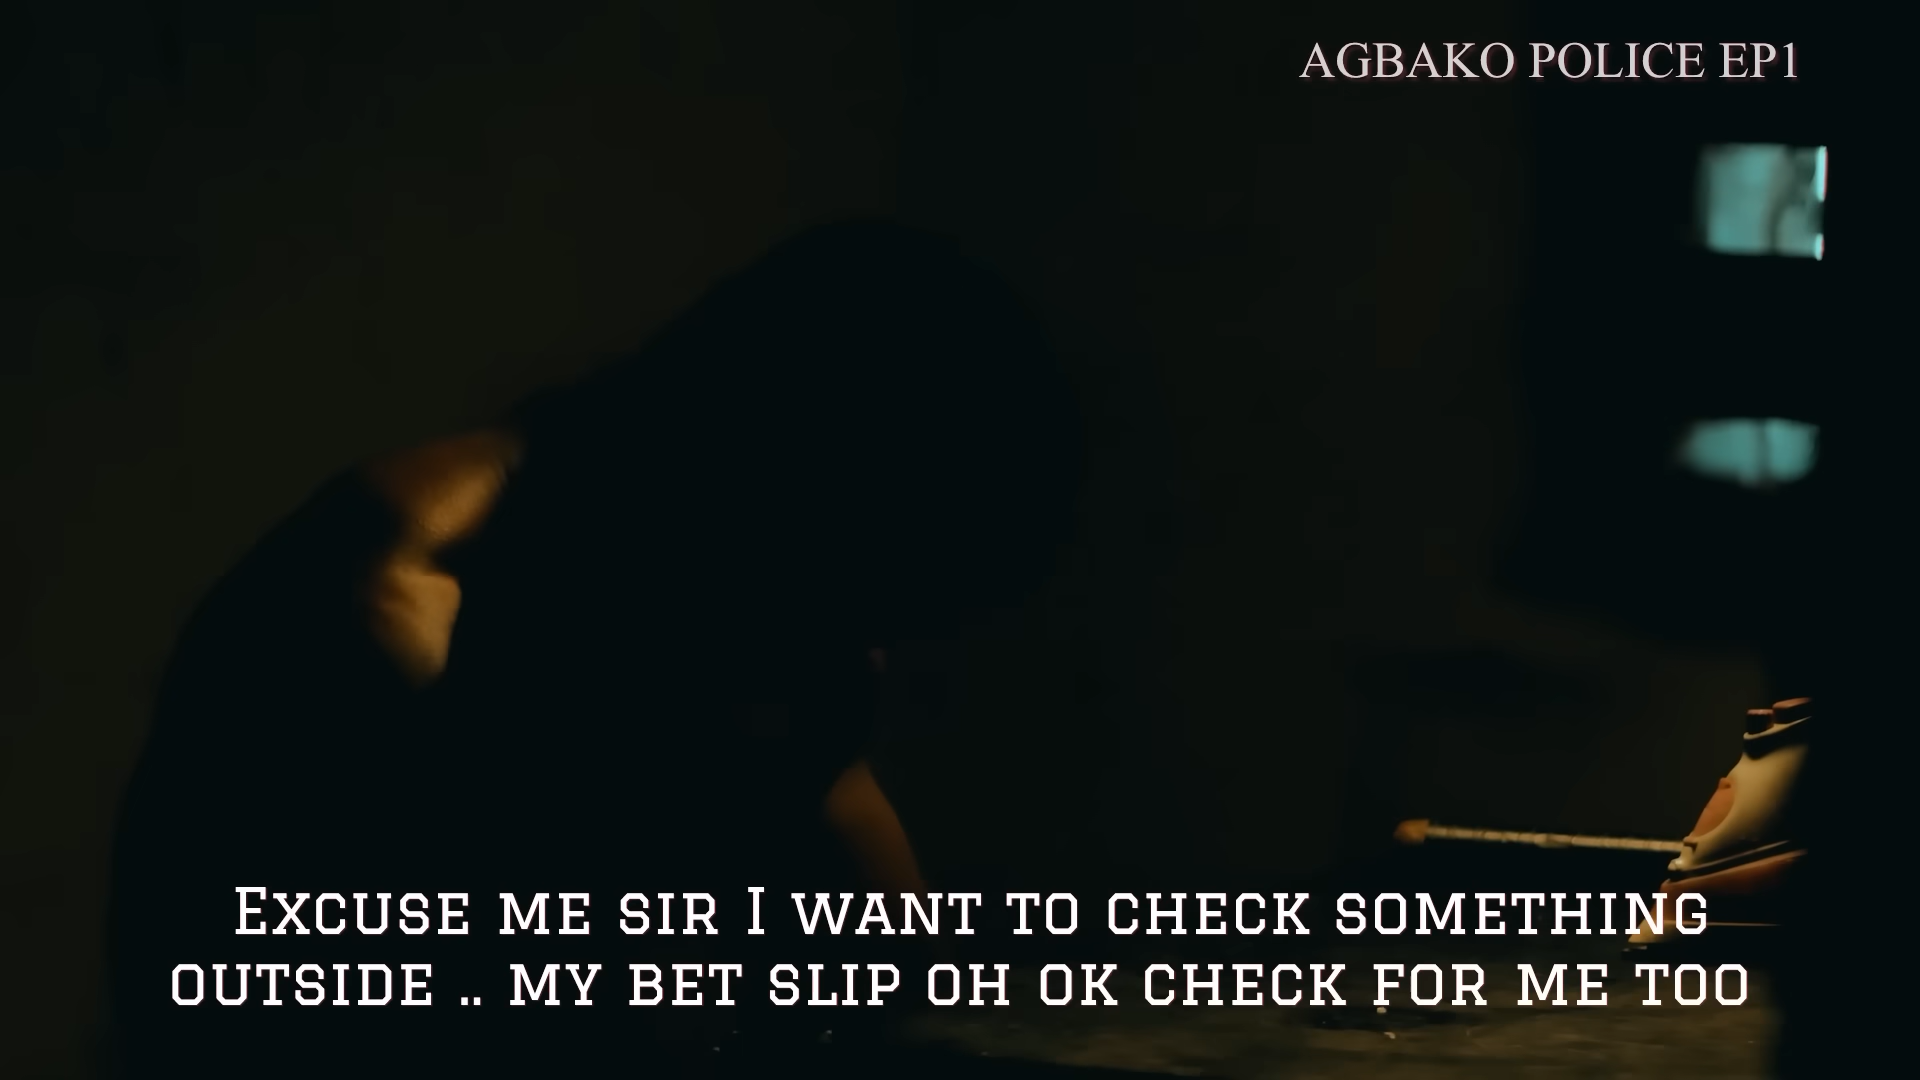 AGBAKO POLICE EP1
Excuse me sir I want to check something
outside .. my bet slip oh ok check for me too